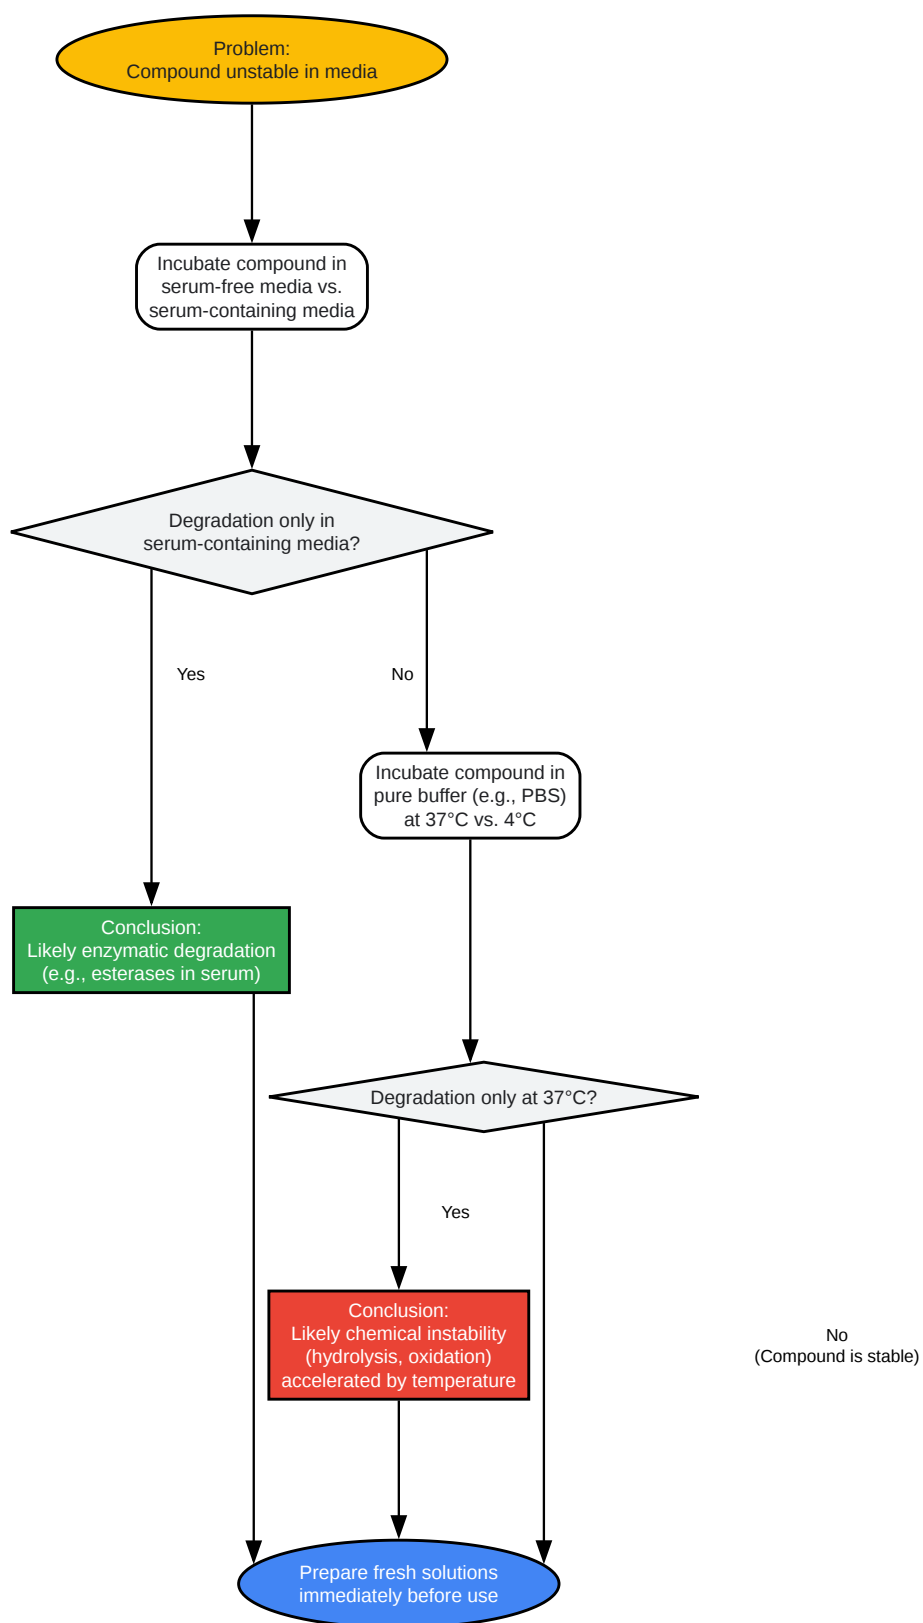 Problem:
Compound unstable in media
Incubate compound in
serum-free media vs.
serum-containing media
Degradation only in
serum-containing media?
Yes
No
Incubate compound in
pure buffer (e.g., PBS)
at 37°C vs. 4°C
Conclusion:
Likely enzymatic degradation
(e.g., esterases in serum)
Degradation only at 37°C?
Yes
Conclusion:
Likely chemical instability
(hydrolysis, oxidation)
accelerated by temperature
No
(Compound is stable)
Prepare fresh solutions
immediately before use